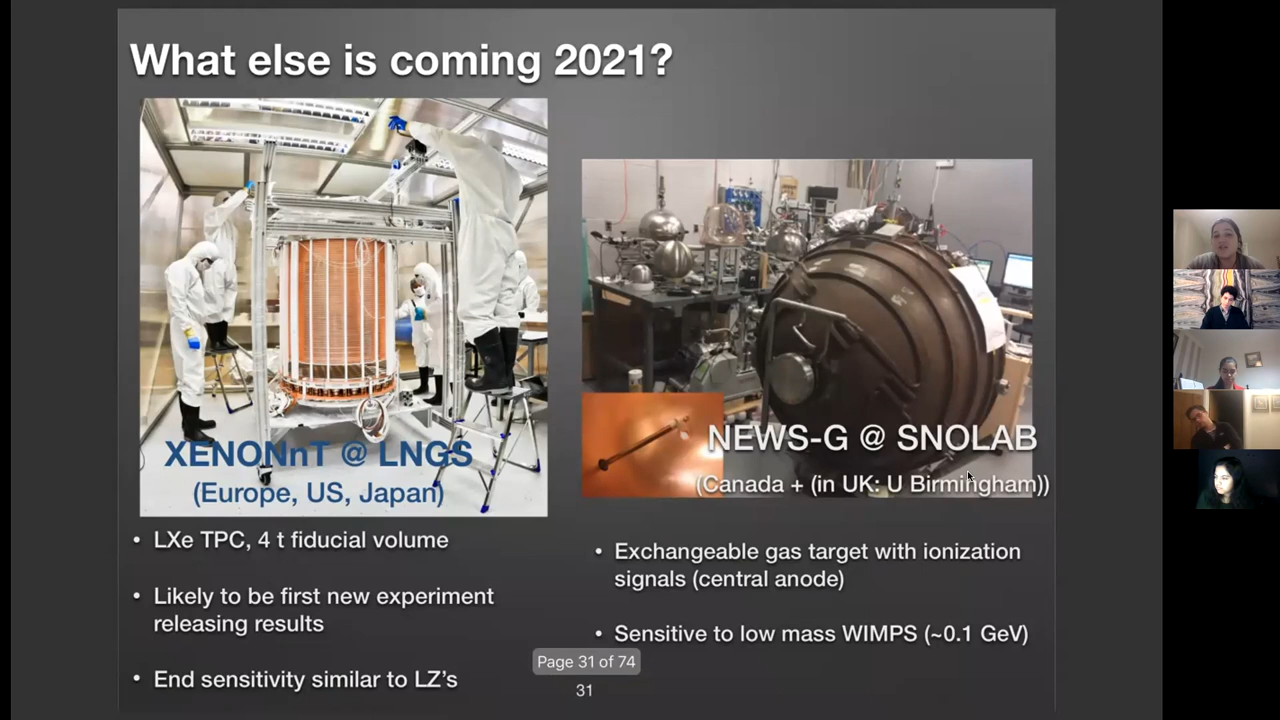 What else is coming 2021?
XENONnT @ LNGS
(Europe, US, Japan)
• LXe TPC, 4 t fiducial volume
• Likely to be first new experiment
releasing results
• End sensitivity similar to LZ's
NEWS-G @ SNOLAB
(Canada + (in UK: U Birmingham))
• Exchangeable gas target with ionization
signals (central anode)
• Sensitive to low mass WIMPS (~0.1 GeV)
Page 31 of 74
31